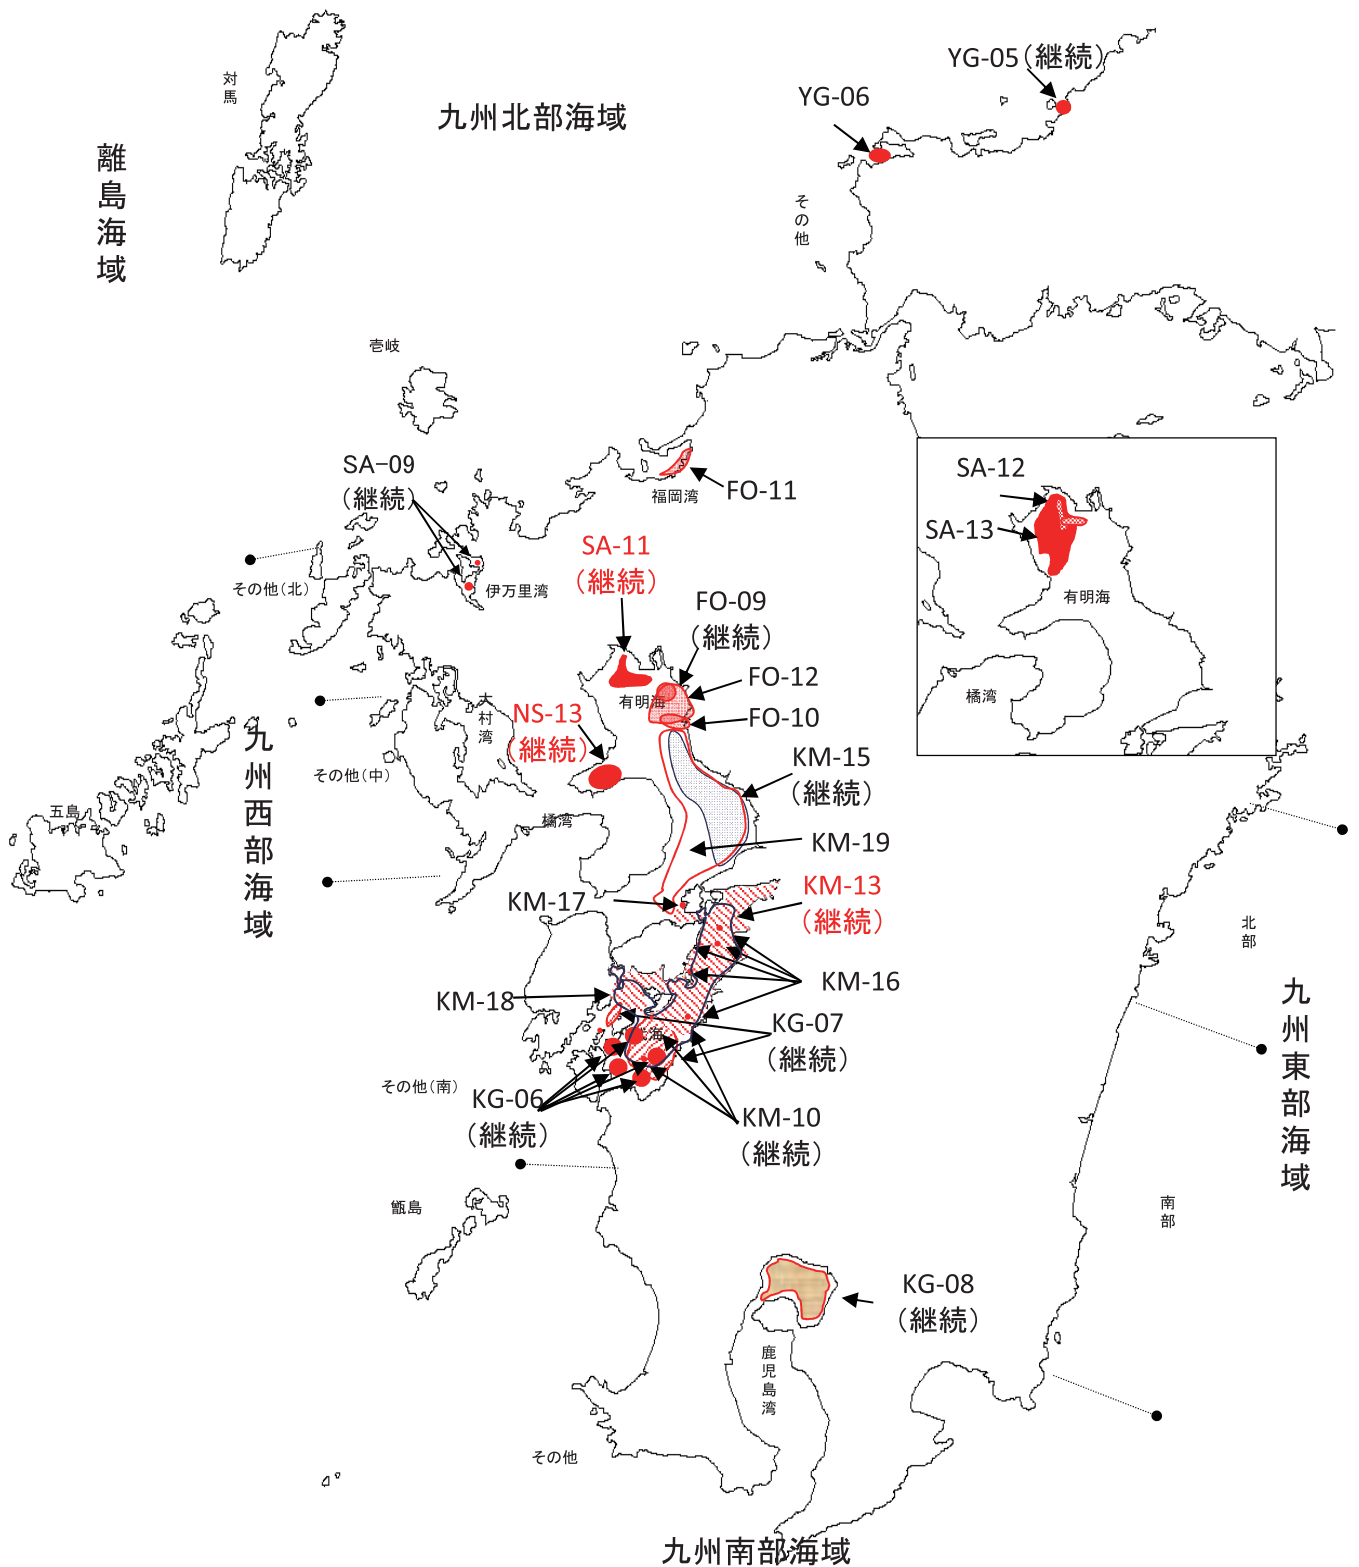 YG-05(継続)
YG-06
対馬
九州北部海域
離島海域
その他
壱岐
SA-09
(継続)
福岡湾
FO-11
SA-12
SA-13
有明海
橘湾
SA-11
(継続)
その他(北)
伊万里湾
FO-09
(継続)
FO-12
有明海
FO-10
大村湾
NS-13
(継続)
九州西部海域
KM-15
(継続)
その他(中)
五島
橘湾
KM-19
KM-13
(継続)
KM-17
北部
KM-16
KM-18
九州東部海域
KG-07
(継続)
海
その他(南)
KG-06
(継続)
KM-10
(継続)
甑島
南部
KG-08
(継続)
鹿児島湾
その他
九州南部海域